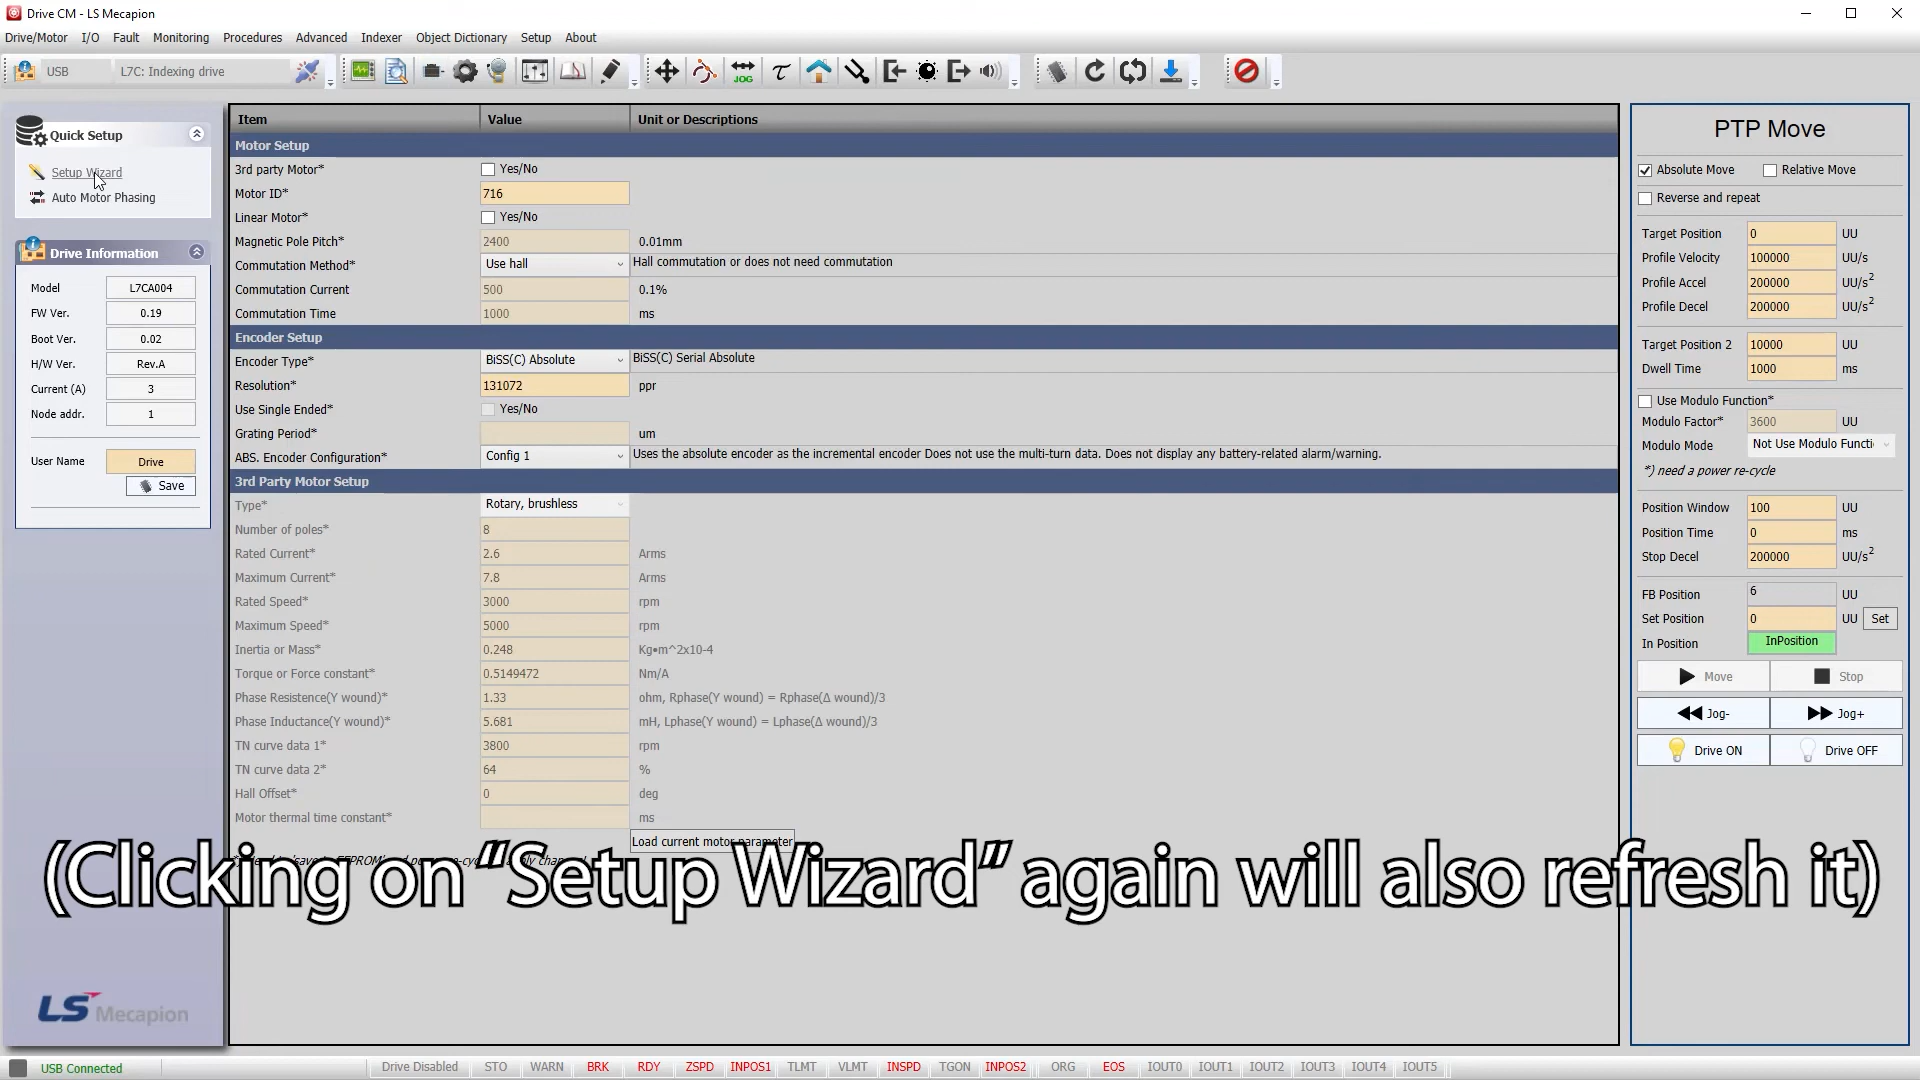 Drive CM - LS Mecapion
Drive/Motor I/O Fault Monitoring Procedures Advanced Indexer Object Dictionary Setup About
USB L7C: Indexing drive
JOG
Quick Setup
Setup Wizard
Auto Motor Phasing
Drive Information
Model L7CA004
FW Ver. 0.19
Boot Ver. 0.02
H/W Ver. Rev.A
Current (A) 3
Node addr. 1
User Name Drive
Save
LS Mecapion
Item Value Unit or Descriptions
Motor Setup
3rd party Motor* Yes/No
Motor ID* 716
Linear Motor* Yes/No
Magnetic Pole Pitch* 2400 0.01mm
Commutation Method* Use hall Hall commutation or does not need commutation
Commutation Current 500 0.1%
Commutation Time 1000 ms
Encoder Setup
Encoder Type* BiSS(C) Absolute BiSS(C) Serial Absolute
Resolution* 131072 ppr
Use Single Ended* Yes/No
Grating Period* um
ABS. Encoder Configuration* Config 1 Uses the absolute encoder as the incremental encoder Does not use the multi-turn data. Does not display any battery-related alarm/warning.
3rd Party Motor Setup
Type* Rotary, brushless
Number of poles* 8
Rated Current* 2.6 Arms
Maximum Current* 7.8 Arms
Rated Speed* 3000 rpm
Maximum Speed* 5000 rpm
Inertia or Mass* 0.248 Kg•m^2x10-4
Torque or Force constant* 0.5149472 Nm/A
Phase Resistence(Y wound)* 1.33 ohm, Rphase(Y wound) = Rphase(Δ wound)/3
Phase Inductance(Y wound)* 5.681 mH, Lphase(Y wound) = Lphase(Δ wound)/3
TN curve data 1* 3800 rpm
TN curve data 2* 64 %
Hall Offset* 0 deg
Motor thermal time constant* ms
Load current motor parameter
(Clicking on “Setup Wizard” again will also refresh it)
PTP Move
Absolute Move Relative Move
Reverse and repeat
Target Position 0 UU
Profile Velocity 100000 UU/s
Profile Accel 200000 UU/s²
Profile Decel 200000 UU/s²
Target Position 2 10000 UU
Dwell Time 1000 ms
Use Modulo Function*
Modulo Factor* 3600 UU
Modulo Mode Not Use Modulo Functi
*) need a power re-cycle
Position Window 100 UU
Position Time 0 ms
Stop Decel 200000 UU/s²
FB Position 6 UU
Set Position 0 UU Set
In Position InPosition
Move Stop
Jog- Jog+
Drive ON Drive OFF
USB Connected Drive Disabled STO WARN BRK RDY ZSPD INPOS1 TLMT VLMT INSPD TGON INPOS2 ORG EOS IOUT0 IOUT1 IOUT2 IOUT3 IOUT4 IOUT5